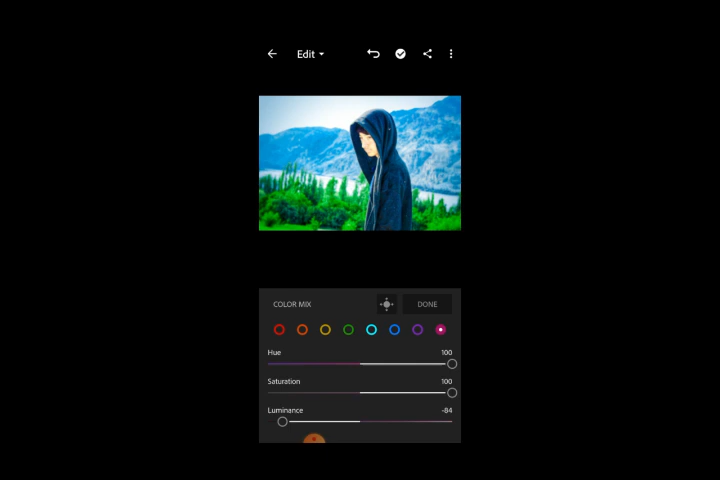 Edit
COLOR MIX
DONE
Hue 100
Saturation 100
Luminance -84